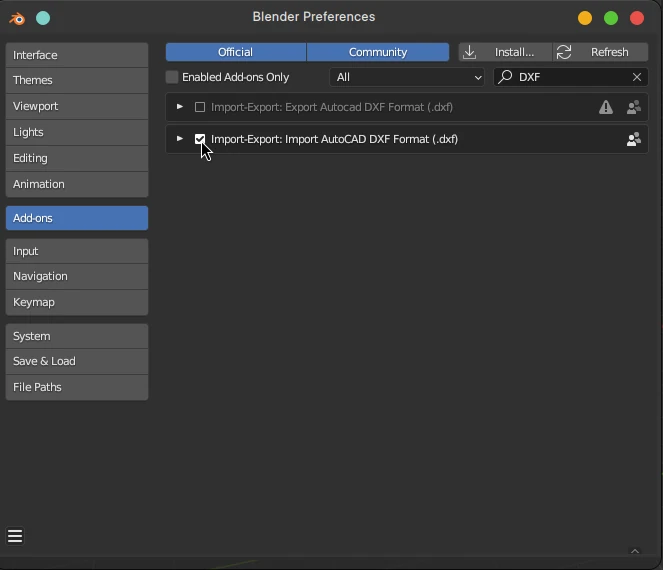 Blender Preferences
Interface
Themes
Viewport
Lights
Editing
Animation
Add-ons
Input
Navigation
Keymap
System
Save & Load
File Paths
Official Community Install... Refresh
Enabled Add-ons Only All DXF
Import-Export: Export Autocad DXF Format (.dxf)
Import-Export: Import AutoCAD DXF Format (.dxf)